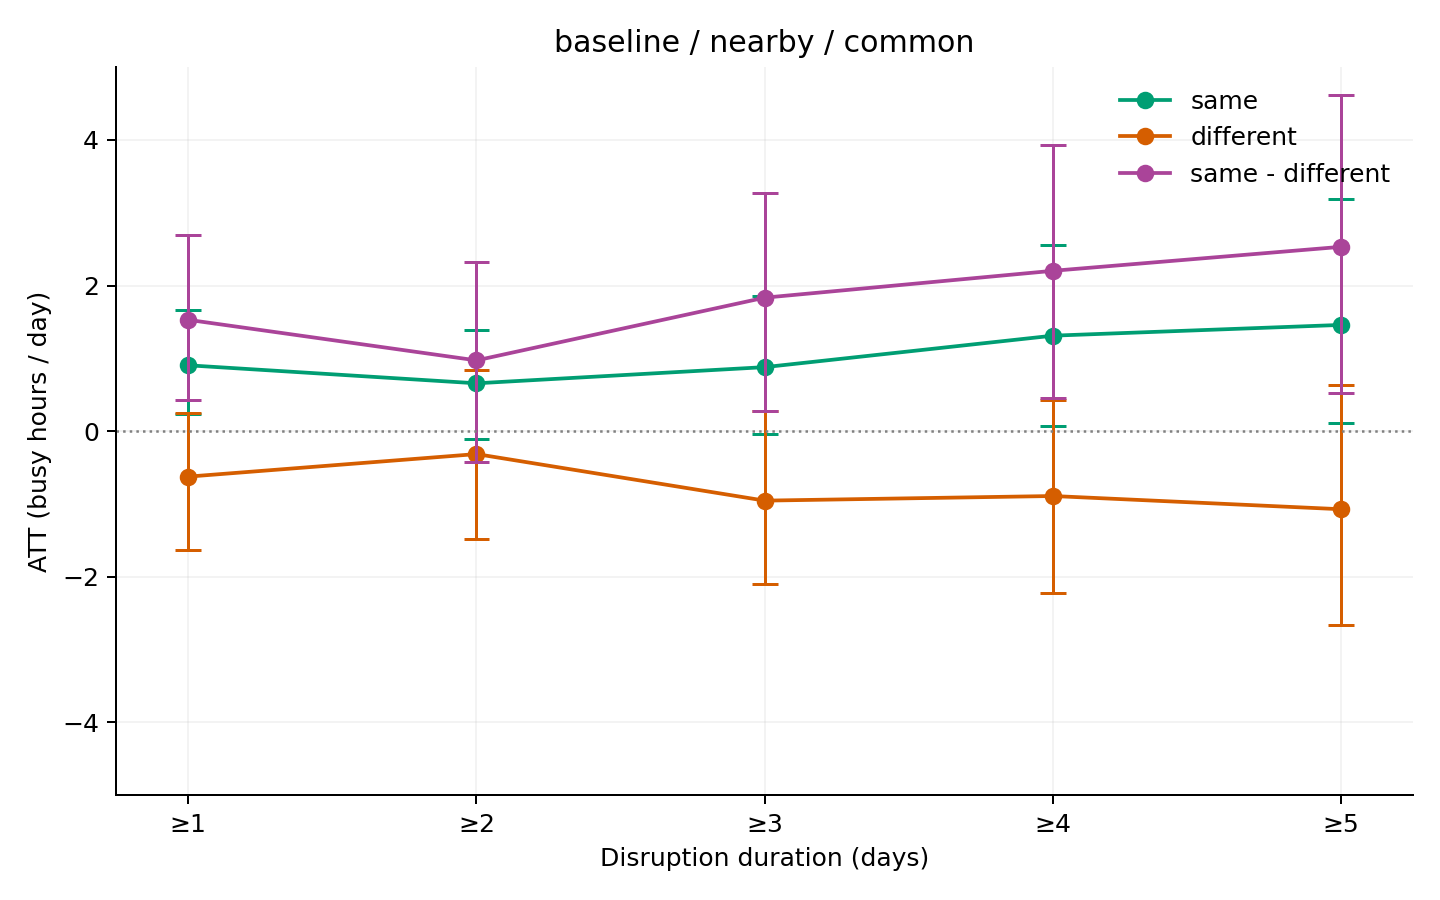 baseline / nearby / common
same
different
same - different
4
2
0
−2
−4
ATT (busy hours / day)
≥1 ≥2 ≥3 ≥4 ≥5
Disruption duration (days)